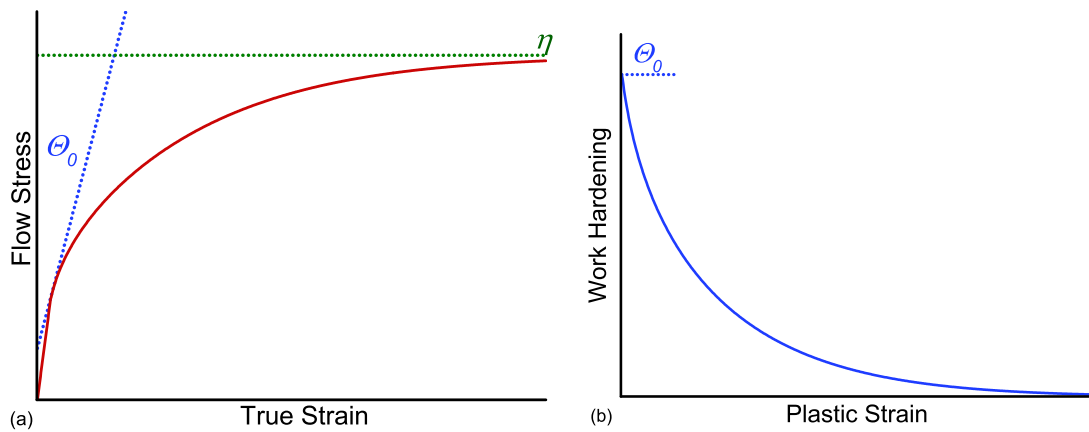 η
Θ0
Flow Stress
True Strain
(a)
Θ0
Work Hardening
Plastic Strain
(b)